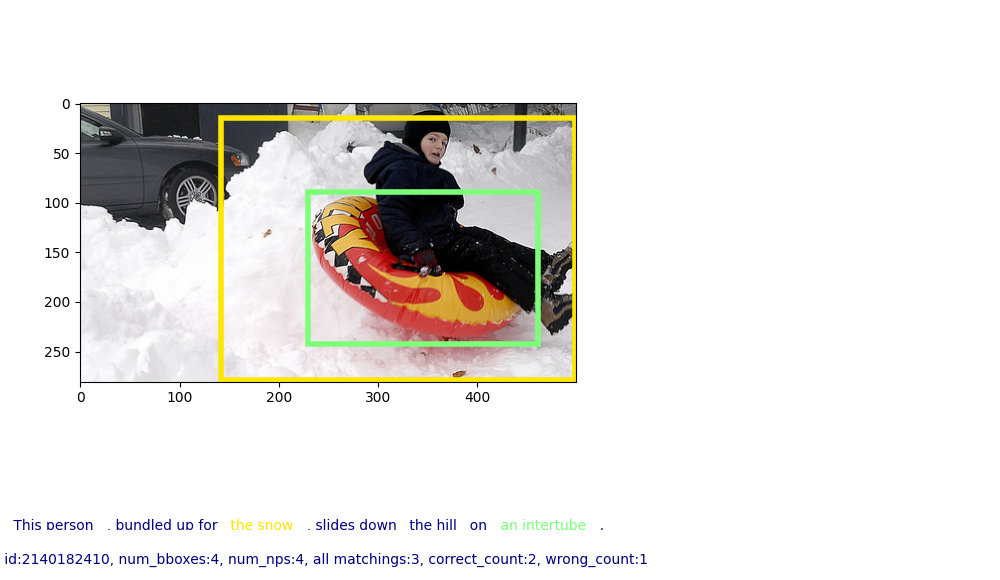 0
50
100
150
200
250
0 100 200 300 400
This person , bundled up for the snow , slides down the hill on an intertube .
id:2140182410, num_bboxes:4, num_nps:4, all matchings:3, correct_count:2, wrong_count:1